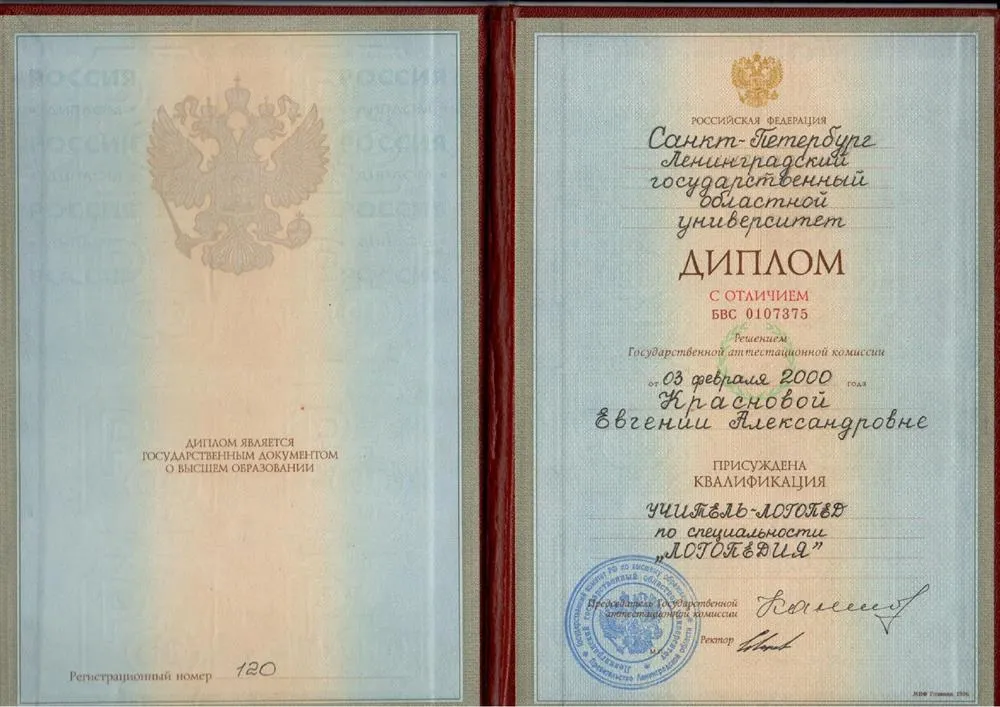 РОССИЯ РОССИЯ
ДИПЛОМ ЯВЛЯЕТСЯ
ГОСУДАРСТВЕННЫМ ДОКУМЕНТОМ
О ВЫСШЕМ ОБРАЗОВАНИИ
Регистрационный номер 120
РОССИЙСКАЯ ФЕДЕРАЦИЯ
Санкт-Петербург
Ленинградский
государственный
областной
университет
ДИПЛОМ
С ОТЛИЧИЕМ
БВС 0107375
Решением
Государственной аттестационной комиссии
от 03 февраля 2000 года
Красновой
Евгении Александровне
ПРИСУЖДЕНА
КВАЛИФИКАЦИЯ
УЧИТЕЛЬ-ЛОГОПЕД
по специальности
„ЛОГОПЕДИЯ"
Председатель Государственной
аттестационной комиссии
Ректор
М.П.